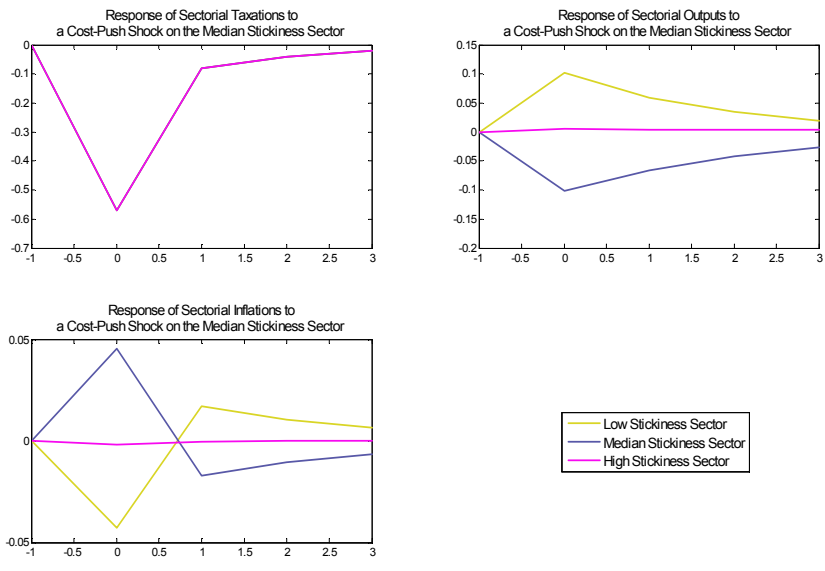 Response of Sectorial Taxations to
a Cost-Push Shock on the Median Stickiness Sector
0
-0.1
-0.2
-0.3
-0.4
-0.5
-0.6
-0.7
-1 -0.5 0 0.5 1 1.5 2 2.5 3
Response of Sectorial Outputs to
a Cost-Push Shock on the Median Stickiness Sector
0.15
0.1
0.05
0
-0.05
-0.1
-0.15
-0.2
-1 -0.5 0 0.5 1 1.5 2 2.5 3
Response of Sectorial Inflations to
a Cost-Push Shock on the Median Stickiness Sector
0.05
0
-0.05
-1 -0.5 0 0.5 1 1.5 2 2.5 3
Low Stickiness Sector
Median Stickiness Sector
High Stickiness Sector